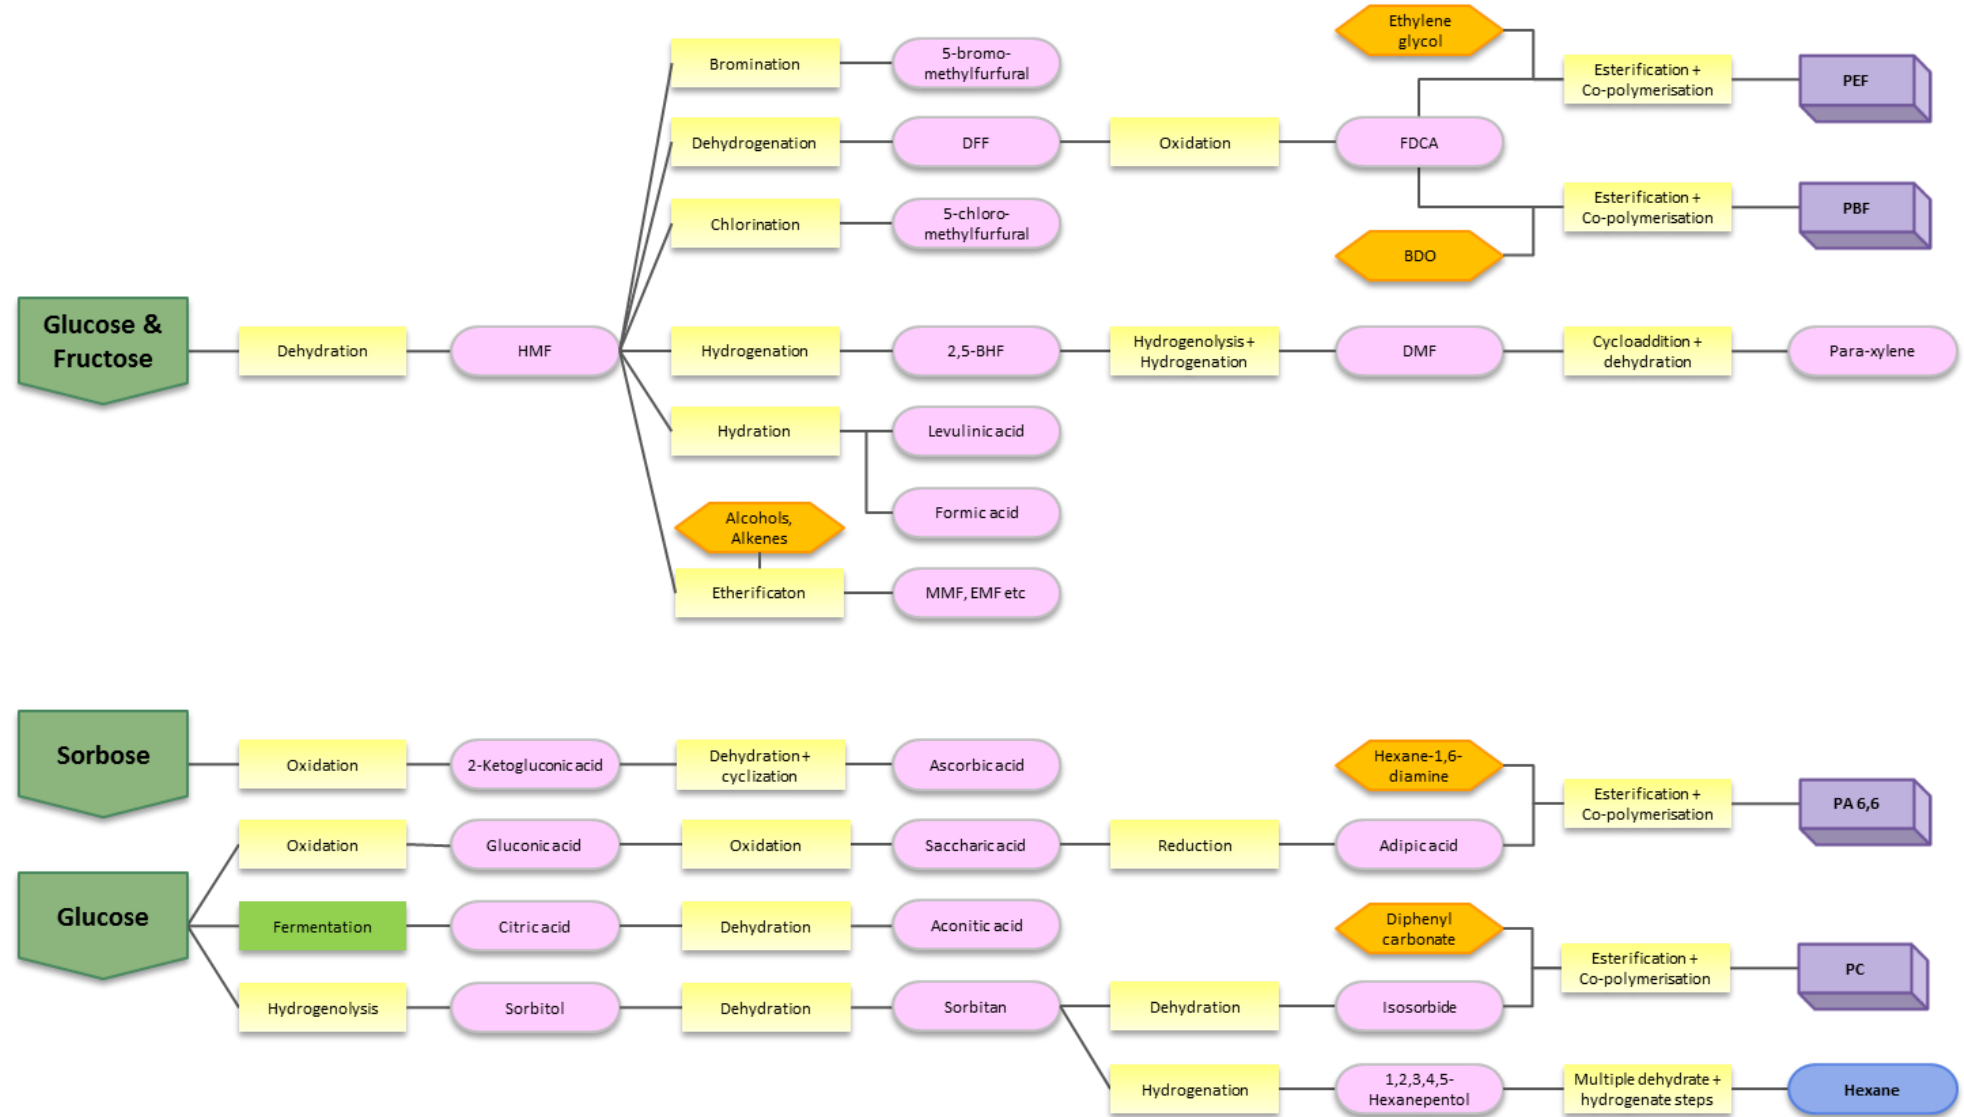 Ethylene
glycol
5-bromo-
methylfurfural
Bromination
Esterification +
Co-polymerisation
PEF
Dehydrogenation
DFF
Oxidation
FDCA
5-chloro-
methylfurfural
Chlorination
Esterification +
Co-polymerisation
PBF
BDO
Glucose &
Fructose
Dehydration
HMF
Hydrogenation
2,5-BHF
Hydrogenolysis +
Hydrogenation
DMF
Cycloaddition +
dehydration
Para-xylene
Hydration
Levulinic acid
Formic acid
Alcohols,
Alkenes
Etherificaton
MMF, EMF etc
Sorbose
Oxidation
2-Ketogluconic acid
Dehydration +
cyclization
Ascorbic acid
Hexane-1,6-
diamine
Esterification +
Co-polymerisation
PA 6,6
Oxidation
Gluconic acid
Oxidation
Saccharic acid
Reduction
Adipic acid
Glucose
Fermentation
Citric acid
Dehydration
Aconitic acid
Diphenyl
carbonate
Esterification +
Co-polymerisation
PC
Hydrogenolysis
Sorbitol
Dehydration
Sorbitan
Dehydration
Isosorbide
Hydrogenation
1,2,3,4,5-
Hexanepentol
Multiple dehydrate +
hydrogenate steps
Hexane